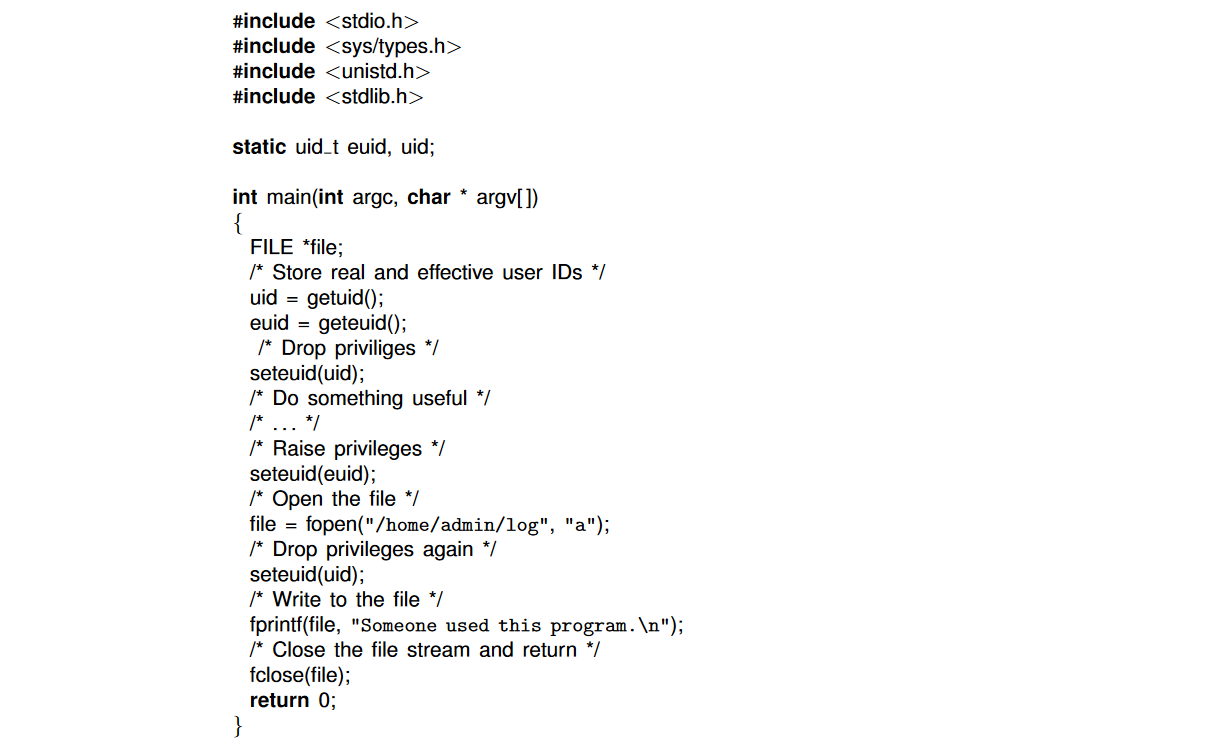 #include <stdio.h>
#include <sys/types.h>
#include <unistd.h>
#include <stdlib.h>
static uid_t euid, uid;
int main(int argc, char * argv[])
{
FILE *file;
/* Store real and effective user IDs */
uid = getuid();
euid = geteuid();
/* Drop priviliges */
seteuid(uid);
/* Do something useful */
/* ... */
/* Raise privileges */
seteuid(euid);
/* Open the file */
file = fopen("/home/admin/log", "a");
/* Drop privileges again */
seteuid(uid);
/* Write to the file */
fprintf(file, "Someone used this program.\n");
/* Close the file stream and return */
fclose(file);
return 0;
}